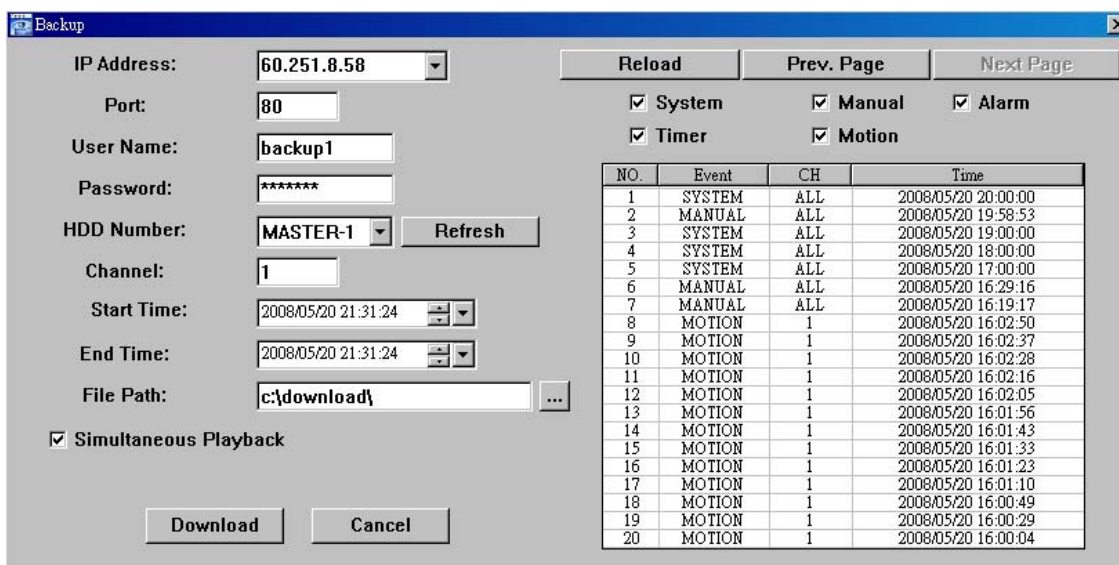 Backup
IP Address: 60.251.8.58
Port: 80
User Name: backup1
Password: *******
HDD Number: MASTER-1 Refresh
Channel: 1
Start Time: 2008/05/20 21:31:24
End Time: 2008/05/20 21:31:24
File Path: c:\download\ ...
Simultaneous Playback
Download Cancel
Reload Prev. Page Next Page
System Manual Alarm
Timer Motion
NO. Event CH Time
1 SYSTEM ALL 2008/05/20 20:00:00
2 MANUAL ALL 2008/05/20 19:58:53
3 SYSTEM ALL 2008/05/20 19:00:00
4 SYSTEM ALL 2008/05/20 18:00:00
5 SYSTEM ALL 2008/05/20 17:00:00
6 MANUAL ALL 2008/05/20 16:29:16
7 MANUAL ALL 2008/05/20 16:19:17
8 MOTION 1 2008/05/20 16:02:50
9 MOTION 1 2008/05/20 16:02:37
10 MOTION 1 2008/05/20 16:02:28
11 MOTION 1 2008/05/20 16:02:16
12 MOTION 1 2008/05/20 16:02:05
13 MOTION 1 2008/05/20 16:01:56
14 MOTION 1 2008/05/20 16:01:43
15 MOTION 1 2008/05/20 16:01:33
16 MOTION 1 2008/05/20 16:01:23
17 MOTION 1 2008/05/20 16:01:10
18 MOTION 1 2008/05/20 16:00:49
19 MOTION 1 2008/05/20 16:00:29
20 MOTION 1 2008/05/20 16:00:04